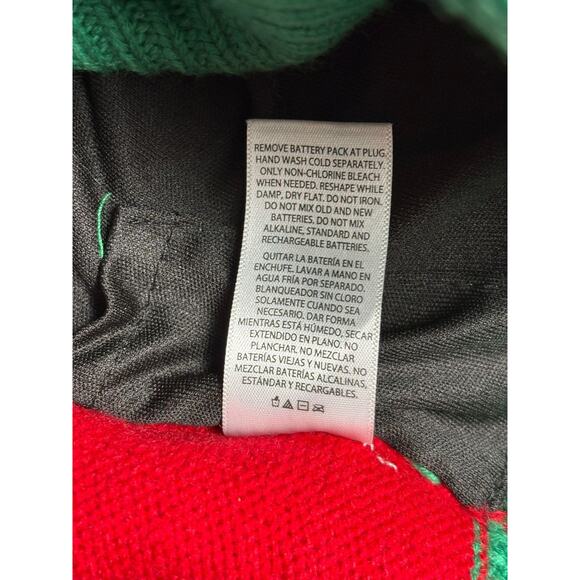 REMOVE BATTERY PACK AT PLUG.
HAND WASH COLD SEPARATELY.
ONLY NON-CHLORINE BLEACH
WHEN NEEDED. RESHAPE WHILE
DAMP, DRY FLAT. DO NOT IRON.
DO NOT MIX OLD AND NEW
BATTERIES. DO NOT MIX
ALKALINE, STANDARD AND
RECHARGEABLE BATTERIES.
QUITAR LA BATERÍA EN EL
ENCHUFE. LAVAR A MANO EN
AGUA FRÍA POR SEPARADO.
BLANQUEADOR SIN CLORO
SOLAMENTE CUANDO SEA
NECESARIO. DAR FORMA
MIENTRAS ESTÁ HÚMEDO, SECAR
EXTENDIDO EN PLANO. NO
PLANCHAR. NO MEZCLAR
BATERÍAS VIEJAS Y NUEVAS. NO
MEZCLAR BATERÍAS ALCALINAS,
ESTÁNDAR Y RECARGABLES.